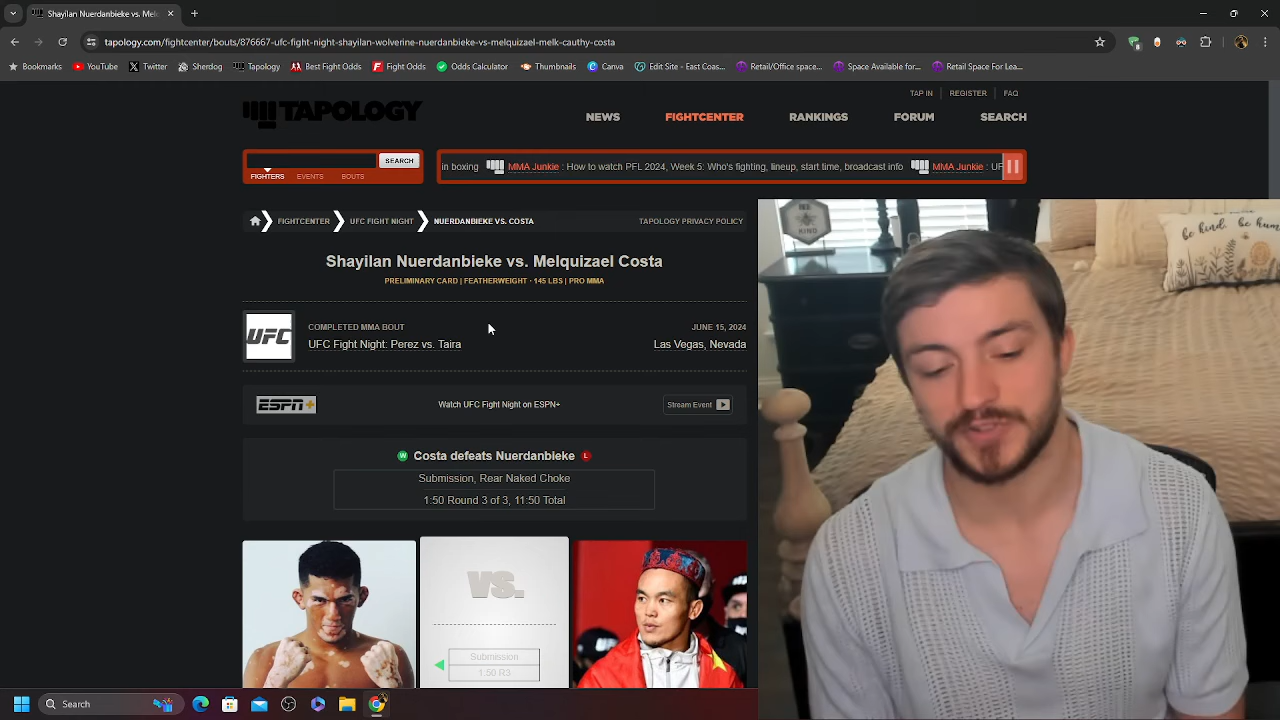 Shayilan Nuerdanbieke vs. Mel
tapology.com/fightcenter/bouts/876667-ufc-fight-night-shayilan-wolverine-nuerdanbieke-vs-melquizael-melk-cauthy-costa
Bookmarks YouTube Twitter Sherdog Tapology Best Fight Odds Fight Odds Odds Calculator Thumbnails Canva Edit Site - East Coas... Retail/Office space... Space Available for... Retail Space For Lea...
TAP IN REGISTER FAQ
TAPOLOGY NEWS FIGHTCENTER RANKINGS FORUM SEARCH
SEARCH in boxing MMA Junkie : How to watch PFL 2024, Week 5: Who's fighting, lineup, start time, broadcast info MMA Junkie : UF
FIGHTERS EVENTS BOUTS
FIGHTCENTER UFC FIGHT NIGHT NUERDANBIEKE VS. COSTA TAPOLOGY PRIVACY POLICY
Shayilan Nuerdanbieke vs. Melquizael Costa
PRELIMINARY CARD | FEATHERWEIGHT · 145 LBS | PRO MMA
UFC COMPLETED MMA BOUT JUNE 15, 2024
UFC Fight Night: Perez vs. Taira Las Vegas, Nevada
ESPN+ Watch UFC Fight Night on ESPN+ Stream Event
W Costa defeats Nuerdanbieke L
Submission, Rear Naked Choke
1:50 Round 3 of 3, 11:50 Total
VS.
Submission
1:50 R3
be kind. be hum
KING
Search